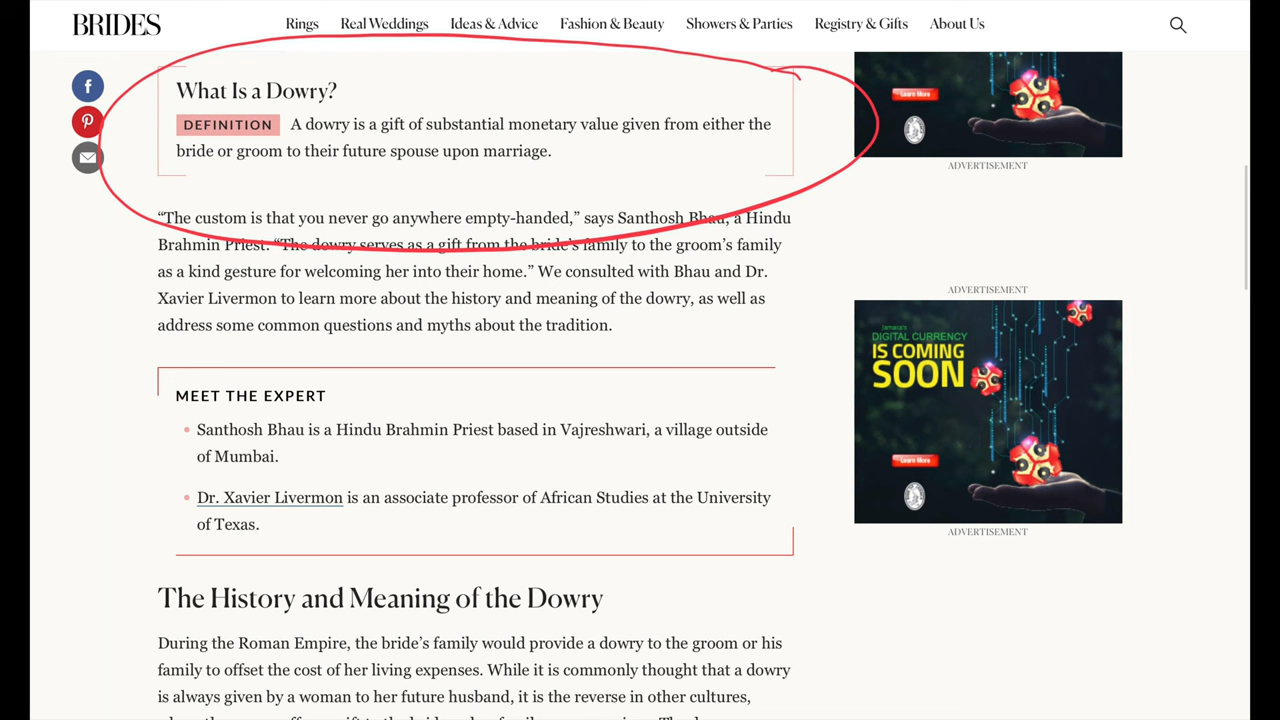 BRIDES
Rings Real Weddings Ideas & Advice Fashion & Beauty Showers & Parties Registry & Gifts About Us
What Is a Dowry?
DEFINITION A dowry is a gift of substantial monetary value given from either the
bride or groom to their future spouse upon marriage.
“The custom is that you never go anywhere empty-handed,” says Santhosh Bhau, a Hindu
Brahmin Priest. “The dowry serves as a gift from the bride’s family to the groom’s family
as a kind gesture for welcoming her into their home.” We consulted with Bhau and Dr.
Xavier Livermon to learn more about the history and meaning of the dowry, as well as
address some common questions and myths about the tradition.
MEET THE EXPERT
Santhosh Bhau is a Hindu Brahmin Priest based in Vajreshwari, a village outside
of Mumbai.
Dr. Xavier Livermon is an associate professor of African Studies at the University
of Texas.
The History and Meaning of the Dowry
During the Roman Empire, the bride’s family would provide a dowry to the groom or his
family to offset the cost of her living expenses. While it is commonly thought that a dowry
is always given by a woman to her future husband, it is the reverse in other cultures,
Learn More
ADVERTISEMENT
ADVERTISEMENT
Jamaica's
DIGITAL CURRENCY
IS COMING
SOON
Learn More
ADVERTISEMENT